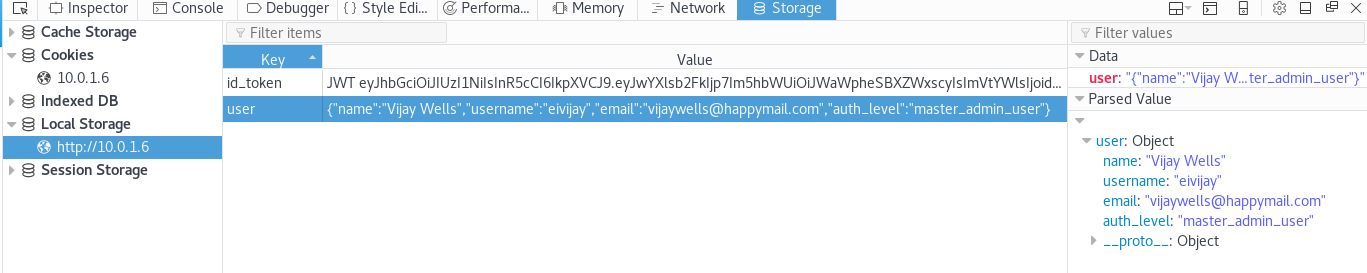 Inspector Console Debugger Style Edi... Performa... Memory Network Storage
Cache Storage
Cookies
10.0.1.6
Indexed DB
Local Storage
http://10.0.1.6
Session Storage
Filter items
Key Value
id_token JWT eyJhbGciOiJIUzI1NiIsInR5cCI6IkpXVCJ9.eyJwYXlsb2FkIjp7Im5hbWUiOiJWaWpheSBXZWxscyIsImVtYWlsIjoid...
user {"name":"Vijay Wells","username":"eivijay","email":"vijaywells@happymail.com","auth_level":"master_admin_user"}
Filter values
Data
user: "{"name":"Vijay W...ter_admin_user"}"
Parsed Value
user: Object
name: "Vijay Wells"
username: "eivijay"
email: "vijaywells@happymail.com"
auth_level: "master_admin_user"
__proto__: Object